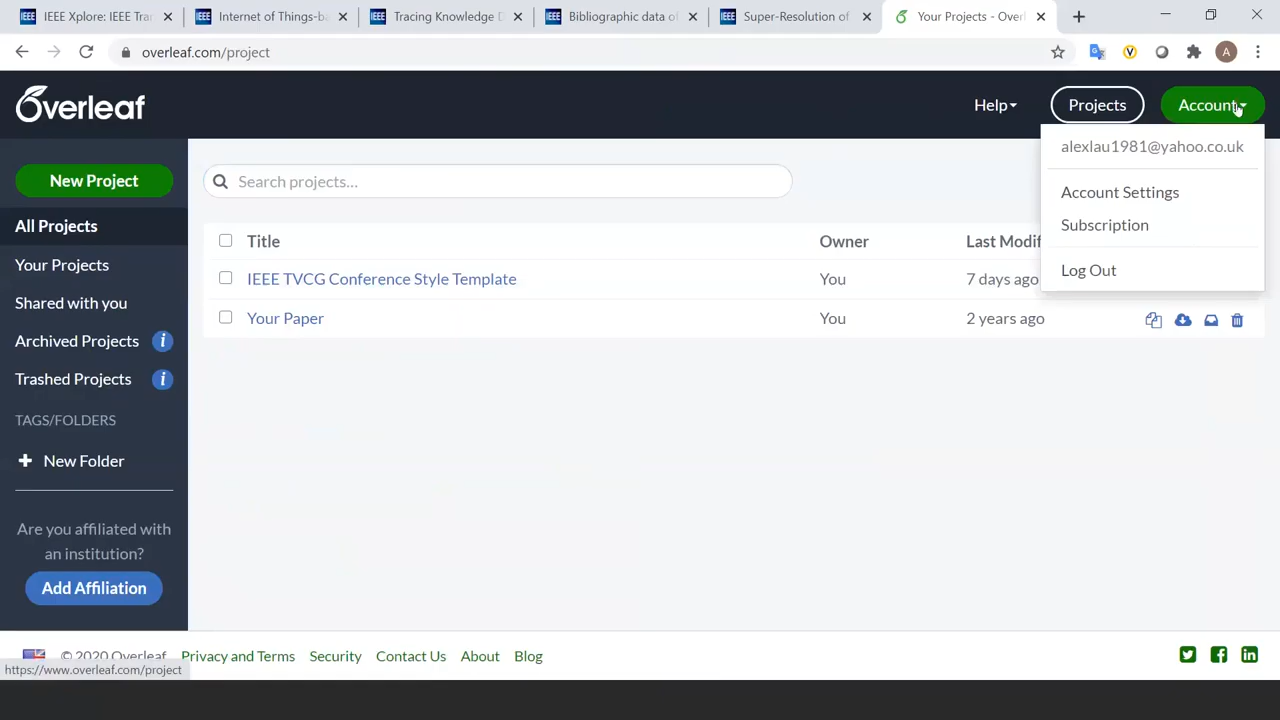 IEEE Xplore: IEEE Tra
Internet of Things-ba
Tracing Knowledge D
Bibliographic data of
Super-Resolution of
Your Projects - Overl
overleaf.com/project
A
Overleaf
Help
Projects
Account
alexlau1981@yahoo.co.uk
Account Settings
Subscription
Log Out
New Project
Search projects...
All Projects
Your Projects
Shared with you
Archived Projects i
Trashed Projects i
TAGS/FOLDERS
New Folder
Are you affiliated with
an institution?
Add Affiliation
Title Owner Last Modif
IEEE TVCG Conference Style Template You 7 days ago
Your Paper You 2 years ago
© 2020 Overleaf Privacy and Terms Security Contact Us About Blog
https://www.overleaf.com/project